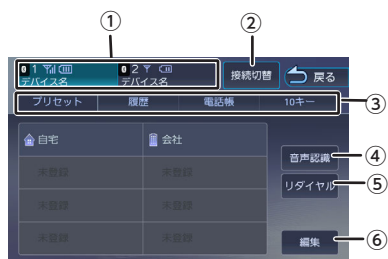 ① ②
1 2 接続切替 戻る
デバイス名 デバイス名
プリセット 履歴 電話帳 10キー ③
自宅 会社
音声認識 ④
未登録 未登録
リダイヤル ⑤
未登録 未登録
未登録 未登録 編集 ⑥